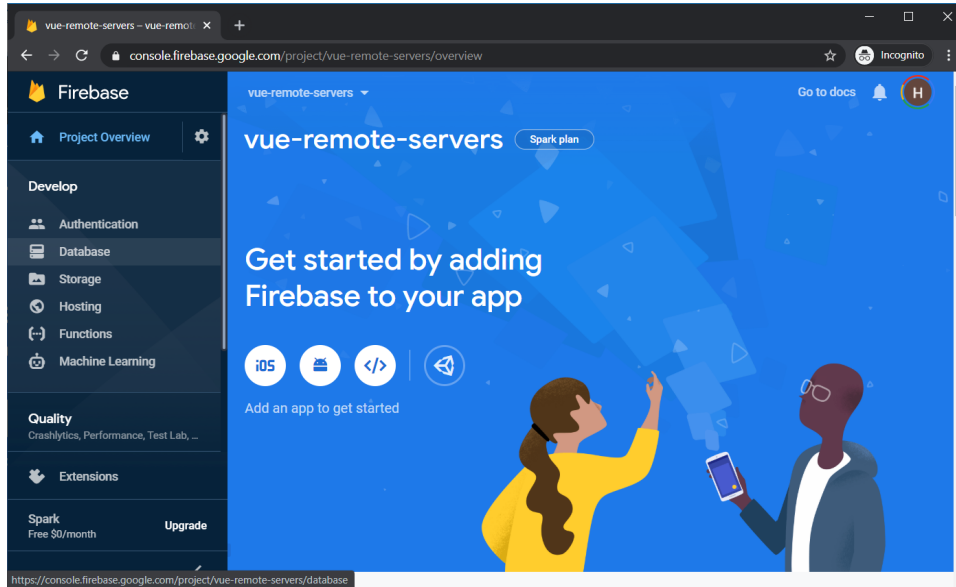 vue-remote-servers – vue-remot
console.firebase.google.com/project/vue-remote-servers/overview
Incognito
Firebase
vue-remote-servers
Go to docs
H
Project Overview
vue-remote-servers
Spark plan
Develop
Authentication
Database
Storage
Hosting
Functions
Machine Learning
Get started by adding
Firebase to your app
iOS
Add an app to get started
Quality
Crashlytics, Performance, Test Lab, ...
Extensions
Spark
Free $0/month
Upgrade
https://console.firebase.google.com/project/vue-remote-servers/database